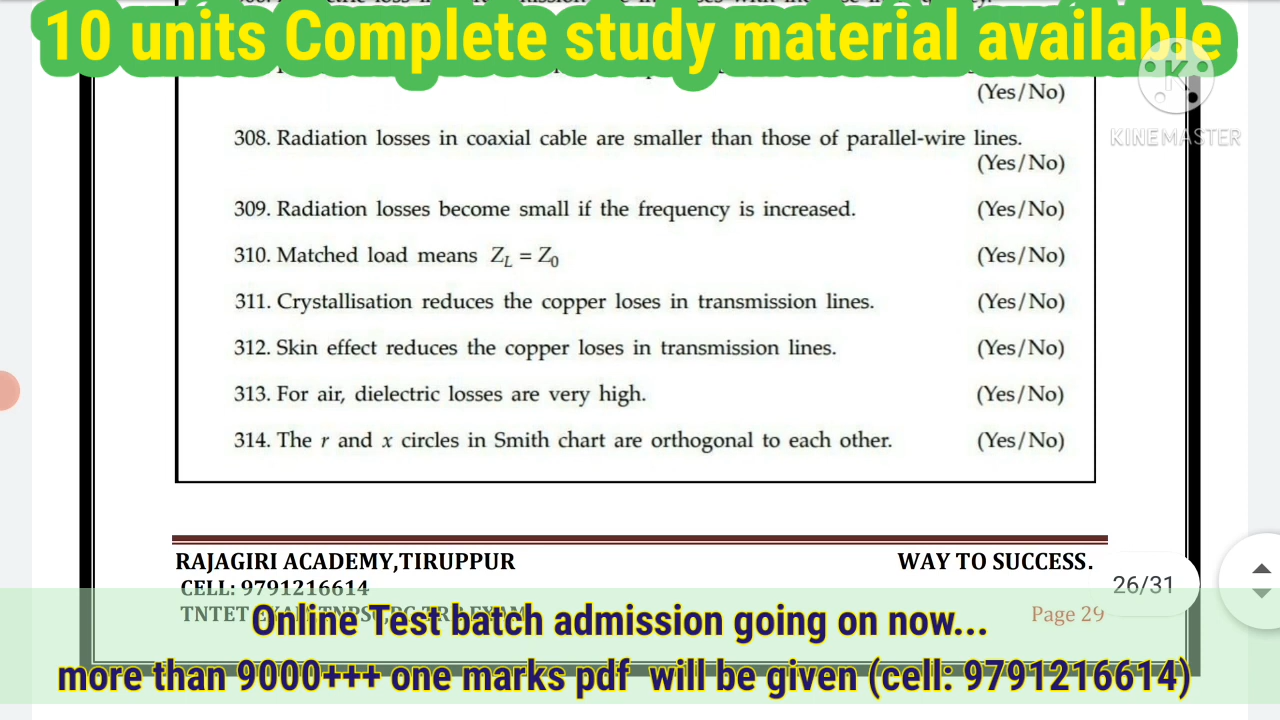 10 units Complete study material available
(Yes/No)
KINEMASTER
308. Radiation losses in coaxial cable are smaller than those of parallel-wire lines.
(Yes/No)
309. Radiation losses become small if the frequency is increased. (Yes/No)
310. Matched load means Z_L = Z_0 (Yes/No)
311. Crystallisation reduces the copper loses in transmission lines. (Yes/No)
312. Skin effect reduces the copper loses in transmission lines. (Yes/No)
313. For air, dielectric losses are very high. (Yes/No)
314. The r and x circles in Smith chart are orthogonal to each other. (Yes/No)
RAJAGIRI ACADEMY,TIRUPPUR WAY TO SUCCESS.
CELL: 9791216614
26/31
TNTET
Page 29
Online Test batch admission going on now...
more than 9000+++ one marks pdf will be given (cell: 9791216614)